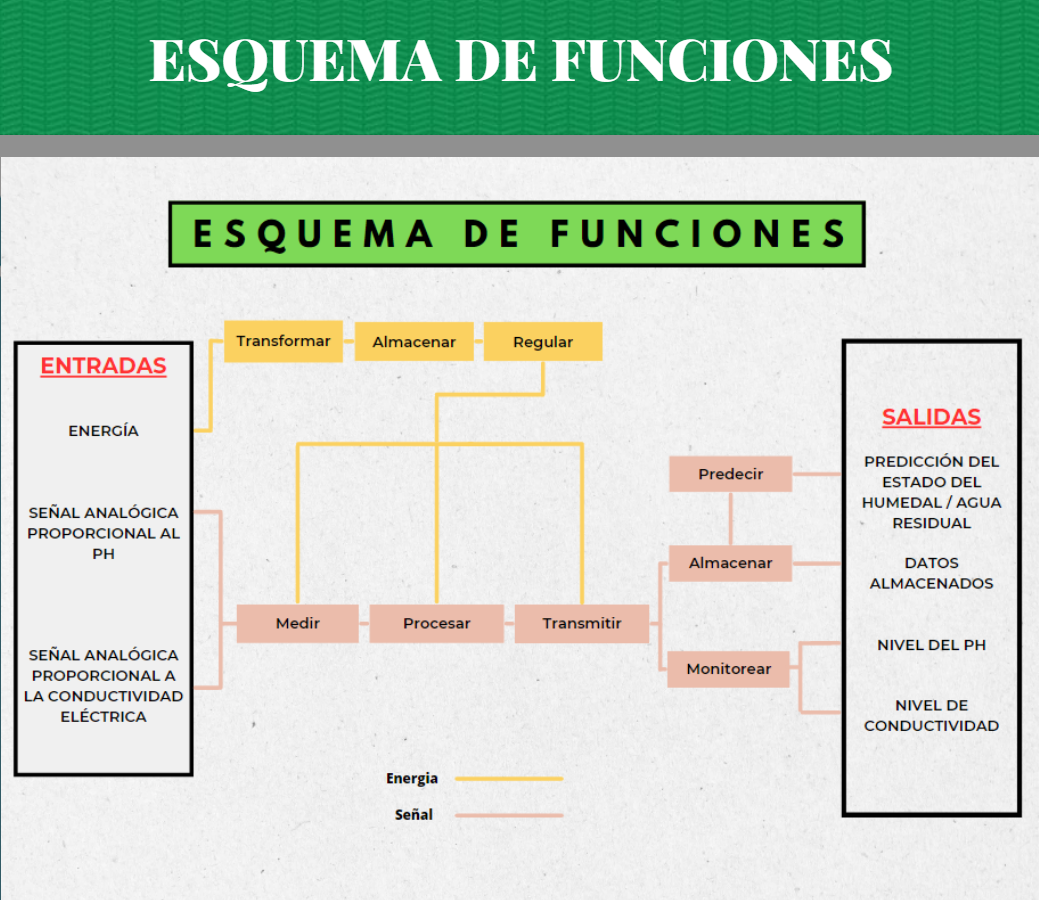 ESQUEMA DE FUNCIONES
ESQUEMA DE FUNCIONES
ENTRADAS
ENERGÍA
SEÑAL ANALÓGICA
PROPORCIONAL AL
PH
SEÑAL ANALÓGICA
PROPORCIONAL A
LA CONDUCTIVIDAD
ELÉCTRICA
Transformar
Almacenar
Regular
Medir
Procesar
Transmitir
Predecir
Almacenar
Monitorear
SALIDAS
PREDICCIÓN DEL
ESTADO DEL
HUMEDAL / AGUA
RESIDUAL
DATOS
ALMACENADOS
NIVEL DEL PH
NIVEL DE
CONDUCTIVIDAD
Energia
Señal